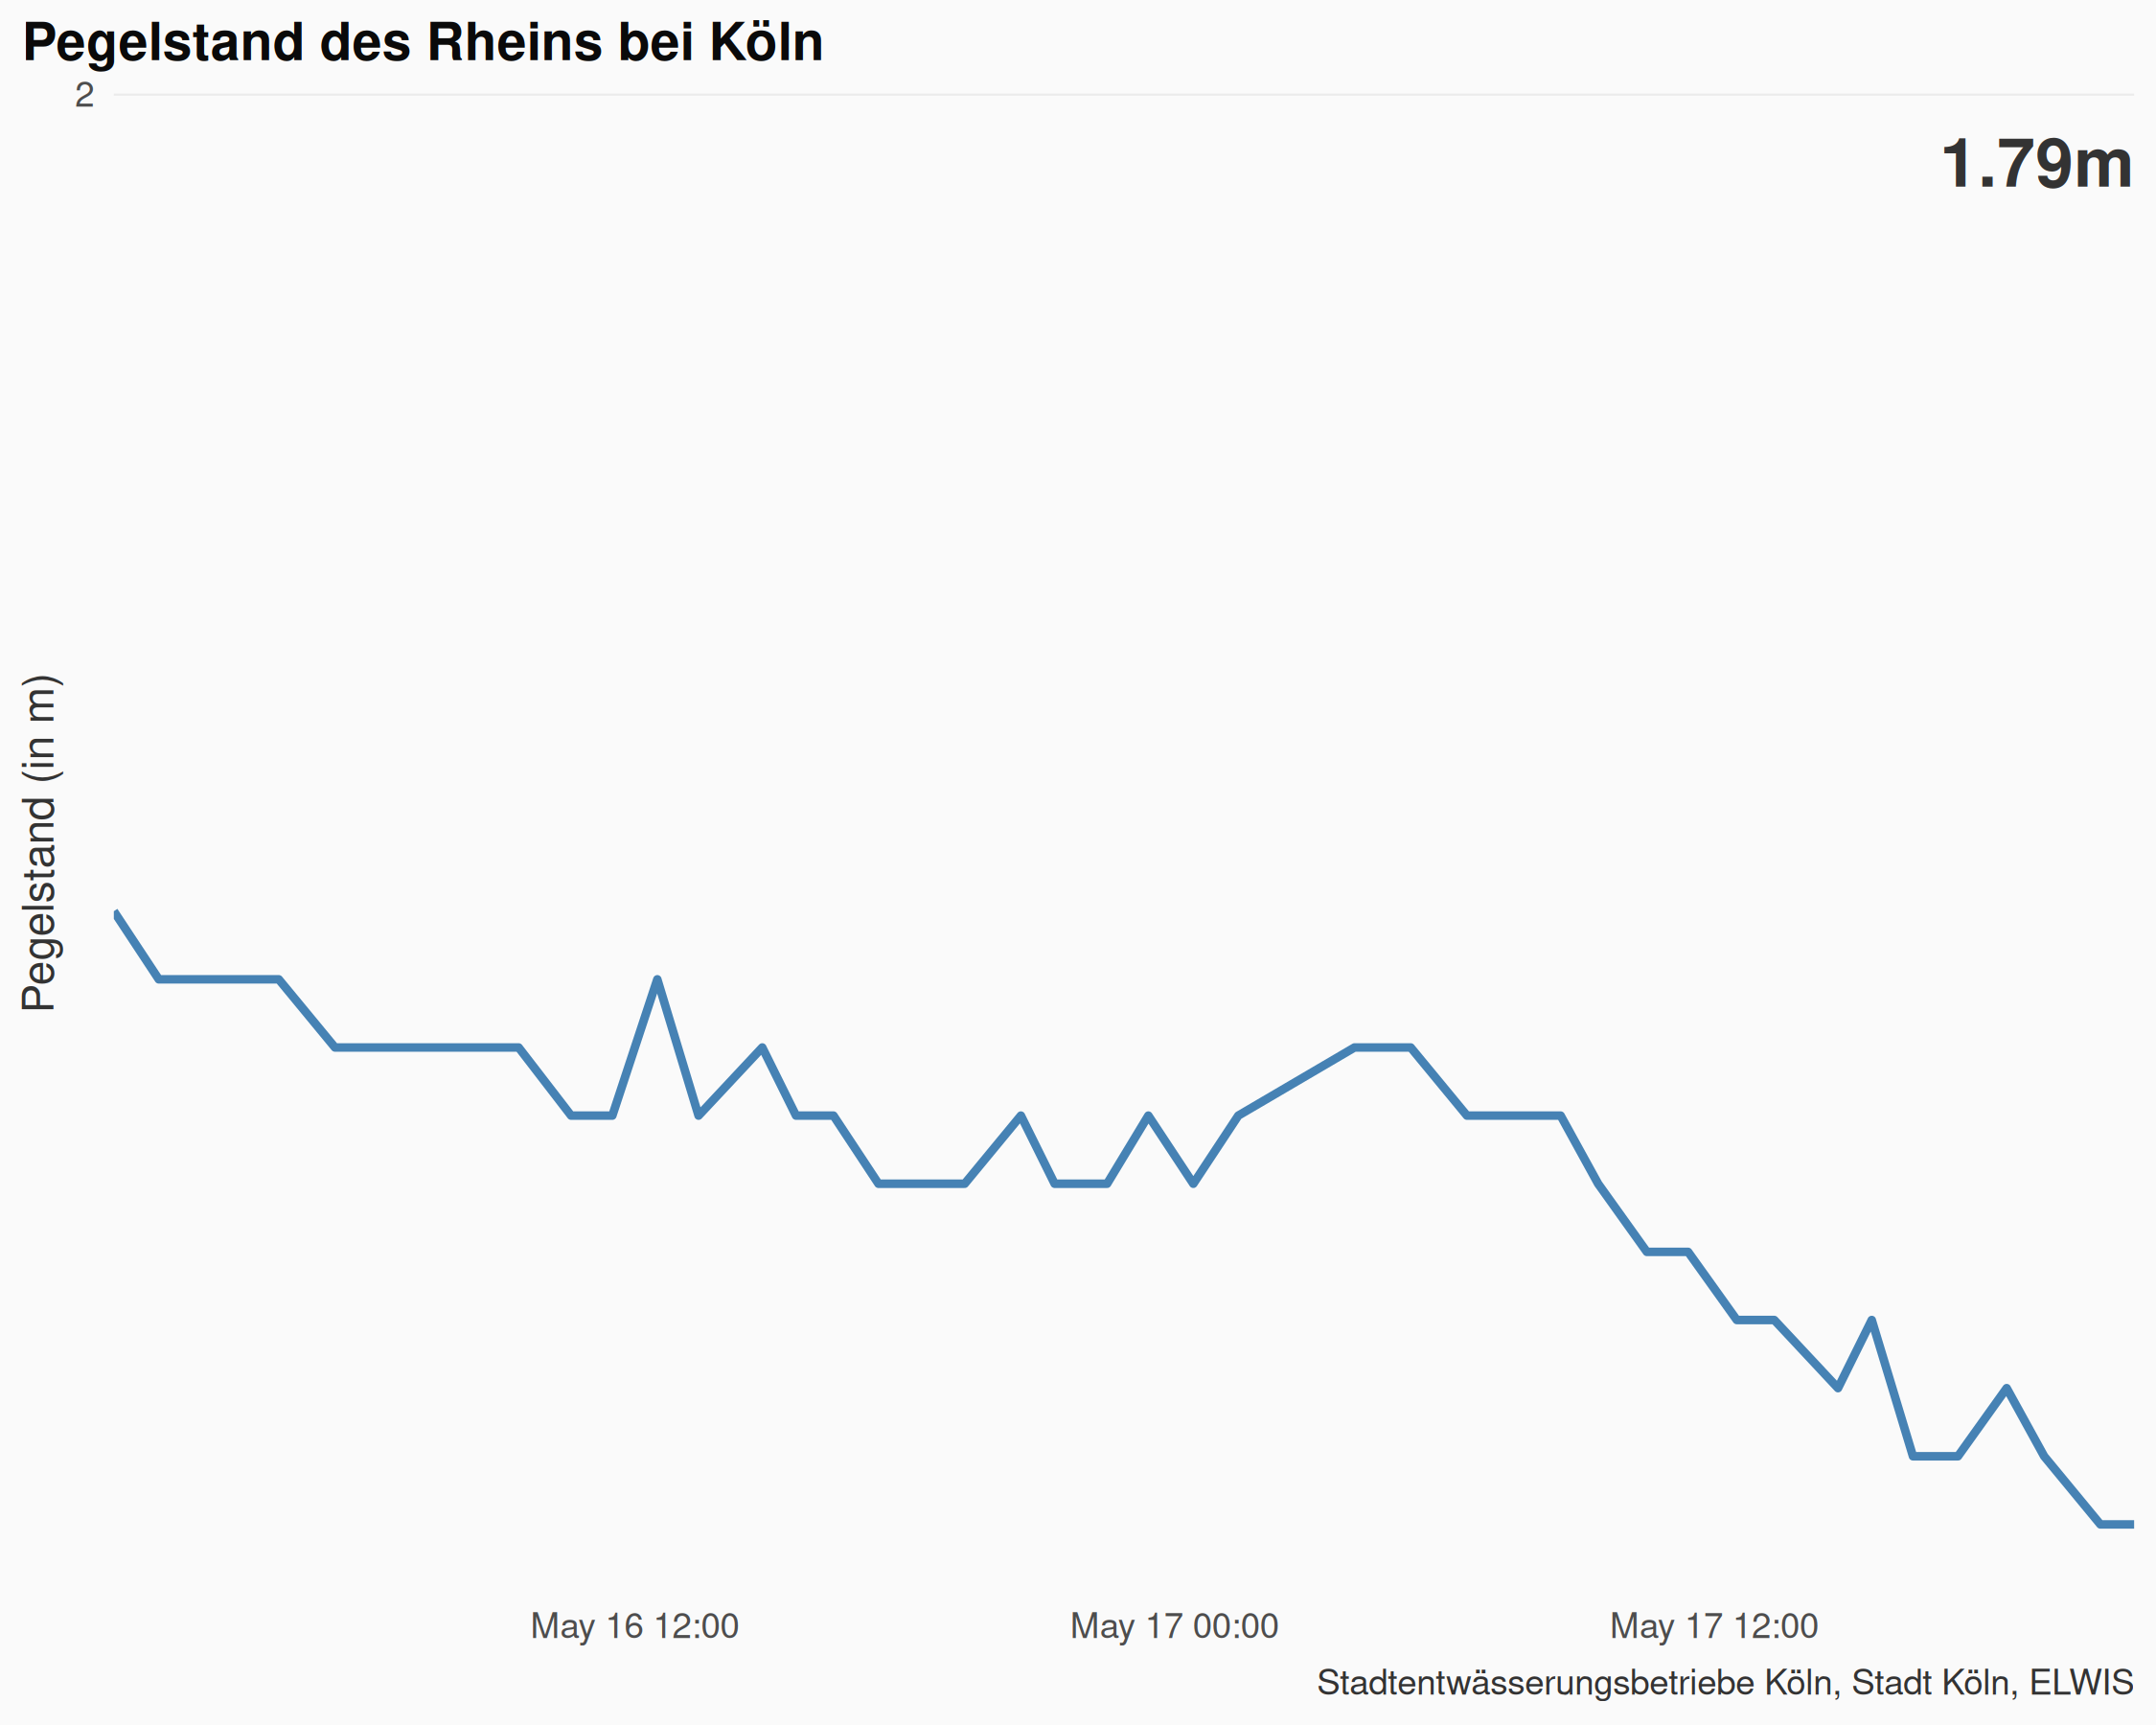 Pegelstand des Rheins bei Köln
2
1.79m
Pegelstand (in m)
May 16 12:00
May 17 00:00
May 17 12:00
Stadtentwässerungsbetriebe Köln, Stadt Köln, ELWIS